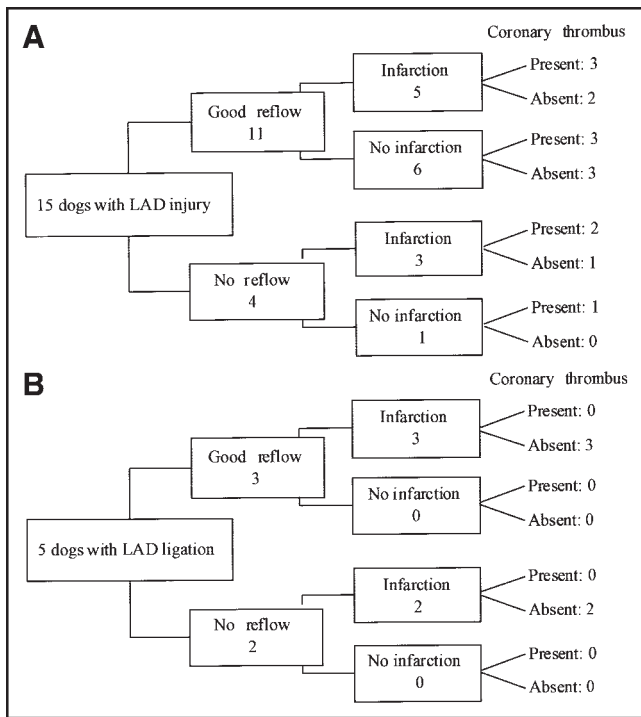 A
Coronary thrombus
Infarction
5
Present: 3
Absent: 2
Good reflow
11
No infarction
6
Present: 3
Absent: 3
15 dogs with LAD injury
Infarction
3
Present: 2
Absent: 1
No reflow
4
No infarction
1
Present: 1
Absent: 0
B
Coronary thrombus
Infarction
3
Present: 0
Absent: 3
Good reflow
3
No infarction
0
Present: 0
Absent: 0
5 dogs with LAD ligation
Infarction
2
Present: 0
Absent: 2
No reflow
2
No infarction
0
Present: 0
Absent: 0